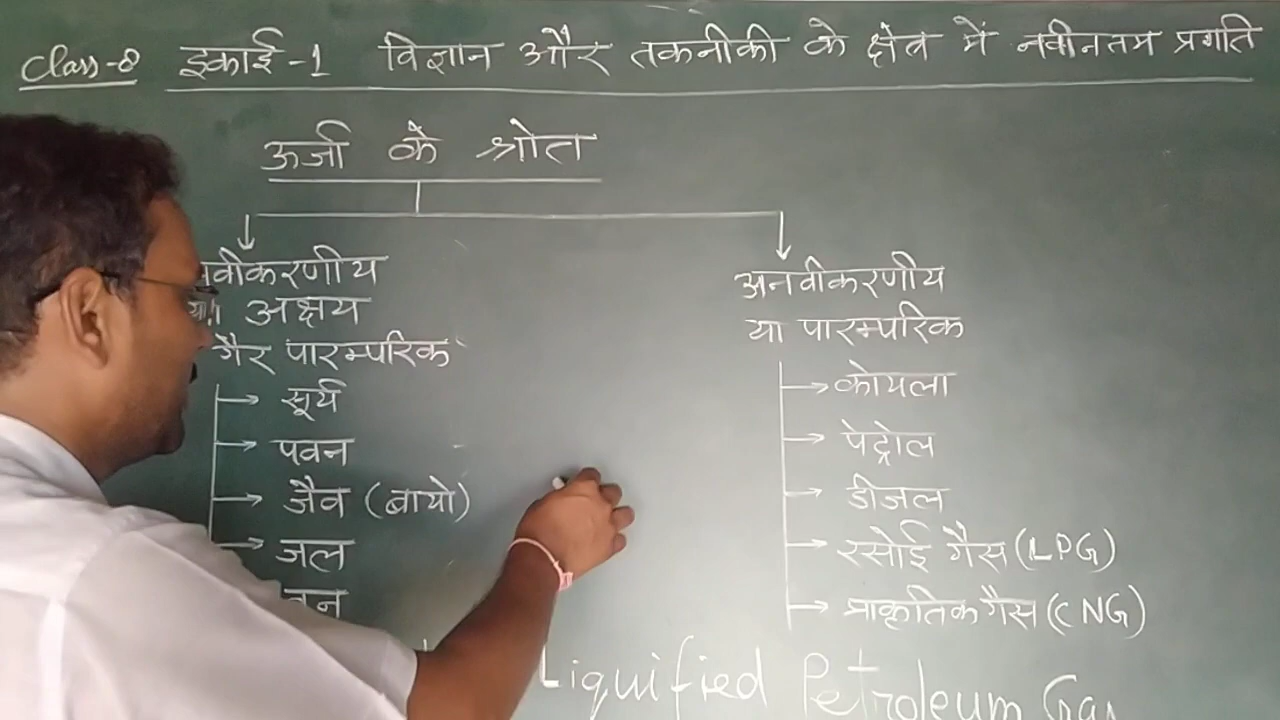 Class-8 इकाई-1 विज्ञान और तकनीकी के क्षेत्र में नवीनतम प्रगति
ऊर्जा के श्रोत
नवीकरणीय
या अक्षय
गैर पारम्परिक
सूर्य
पवन
जैव (बायो)
जल
अनवीकरणीय
या पारम्परिक
कोयला
पेट्रोल
डीजल
रसोई गैस (LPG)
प्राकृतिक गैस (CNG)
Liquified Petroleum Gas